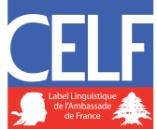 CELF
Label Linguistique
de l'Ambassade
de France